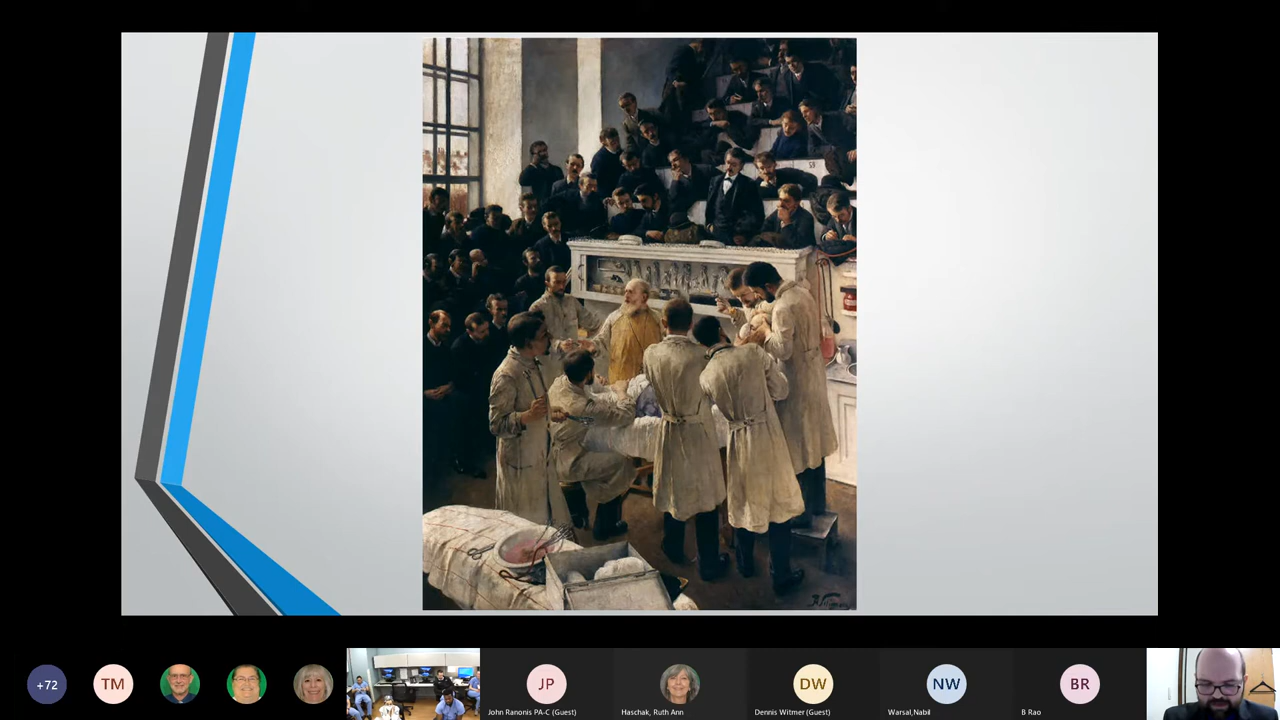 +72
TM
JP
John Ranonis PA-C (Guest)
Haschak, Ruth Ann
DW
Dennis Witmer (Guest)
NW
Warsal,Nabil
BR
B Rao